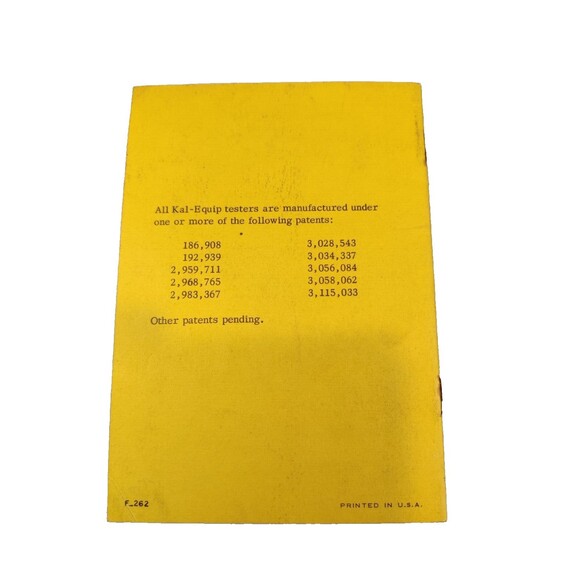 All Kal-Equip testers are manufactured under
one or more of the following patents:
186,908 3,028,543
192,939 3,034,337
2,959,711 3,056,084
2,968,765 3,058,062
2,983,367 3,115,033
Other patents pending.
F-262 PRINTED IN U.S.A.